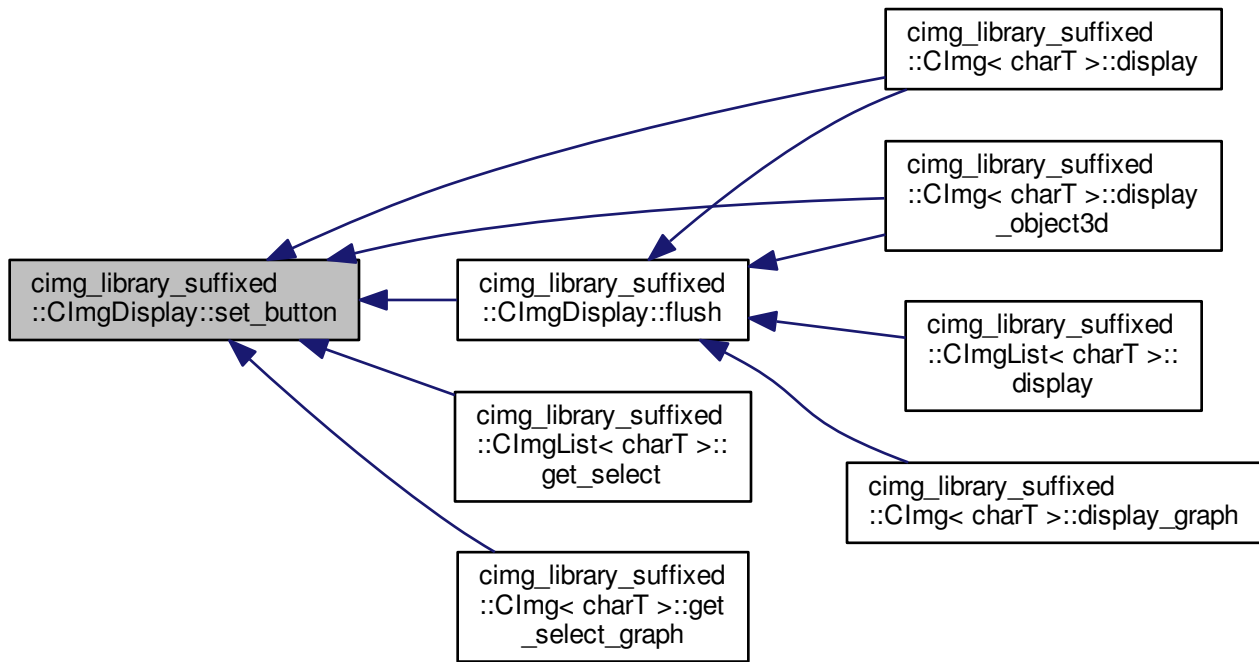 cimg_library_suffixed
::CImgDisplay::set_button
cimg_library_suffixed
::CImg< charT >::display
cimg_library_suffixed
::CImg< charT >::display
_object3d
cimg_library_suffixed
::CImgDisplay::flush
cimg_library_suffixed
::CImgList< charT >::
display
cimg_library_suffixed
::CImgList< charT >::
get_select
cimg_library_suffixed
::CImg< charT >::display_graph
cimg_library_suffixed
::CImg< charT >::get
_select_graph